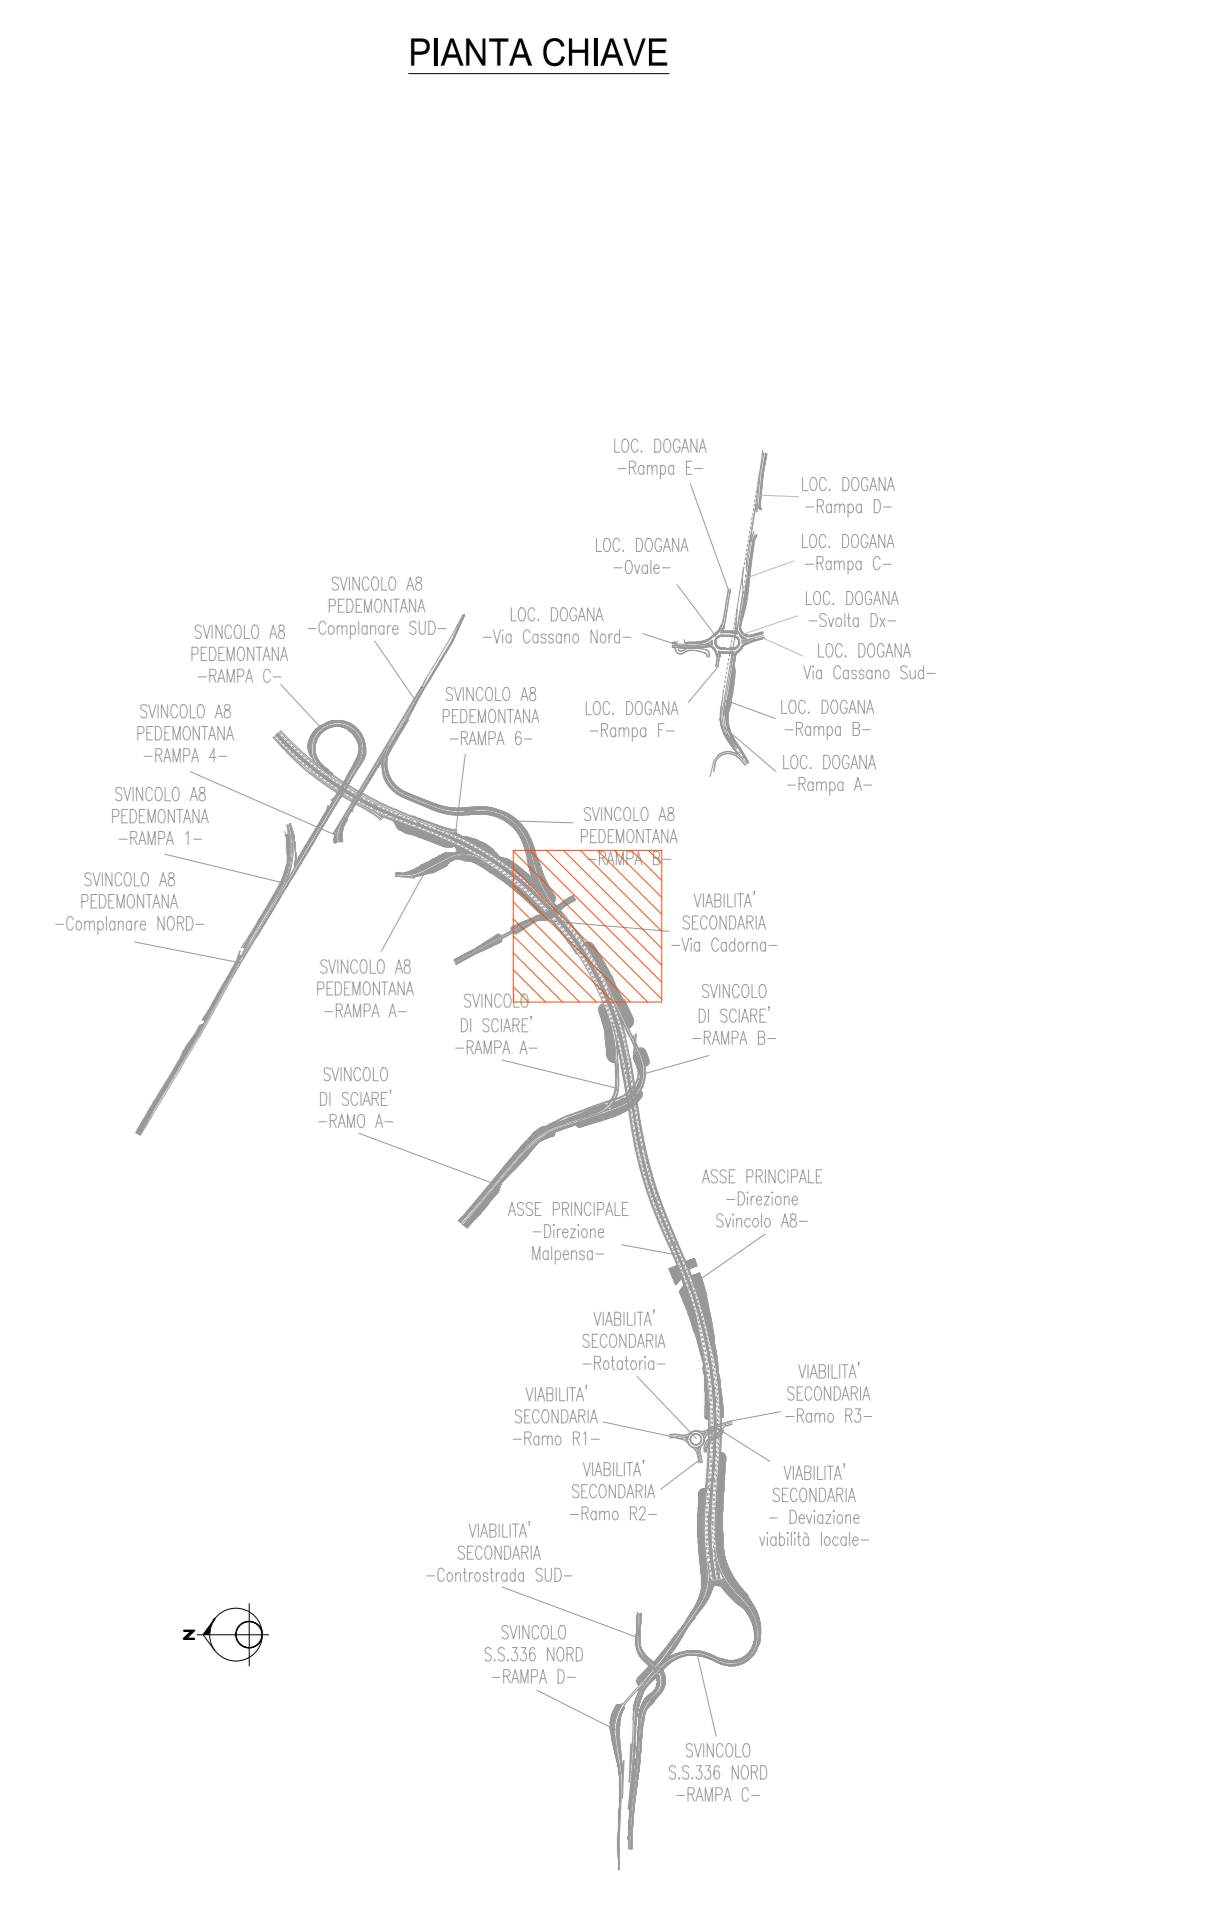 PIANTA CHIAVE
LOC. DOGANA
-Rampa E-
LOC. DOGANA
-Rampa D-
LOC. DOGANA
-Ovale-
LOC. DOGANA
-Rampa C-
SVINCOLO A8
PEDEMONTANA
-Complanare SUD-
LOC. DOGANA
-Via Cassano Nord-
LOC. DOGANA
-Svolta Dx-
SVINCOLO A8
PEDEMONTANA
-RAMPA C-
LOC. DOGANA
Via Cassano Sud-
SVINCOLO A8
PEDEMONTANA
-RAMPA 6-
LOC. DOGANA
-Rampa F-
LOC. DOGANA
-Rampa B-
SVINCOLO A8
PEDEMONTANA
-RAMPA 4-
LOC. DOGANA
-Rampa A-
SVINCOLO A8
PEDEMONTANA
-RAMPA 1-
SVINCOLO A8
PEDEMONTANA
-RAMPA B-
SVINCOLO A8
PEDEMONTANA
-Complanare NORD-
VIABILITA'
SECONDARIA
-Via Cadorna-
SVINCOLO A8
PEDEMONTANA
-RAMPA A-
SVINCOLO
DI SCIARE'
-RAMPA A-
SVINCOLO
DI SCIARE'
-RAMPA B-
SVINCOLO
DI SCIARE'
-RAMO A-
ASSE PRINCIPALE
-Direzione
Svincolo A8-
ASSE PRINCIPALE
-Direzione
Malpensa-
VIABILITA'
SECONDARIA
-Rotatoria-
VIABILITA'
SECONDARIA
-Ramo R3-
VIABILITA'
SECONDARIA
-Ramo R1-
VIABILITA'
SECONDARIA
-Ramo R2-
VIABILITA'
SECONDARIA
- Deviazione
viabilità locale-
VIABILITA'
SECONDARIA
-Controstrada SUD-
N
SVINCOLO
S.S.336 NORD
-RAMPA D-
SVINCOLO
S.S.336 NORD
-RAMPA C-